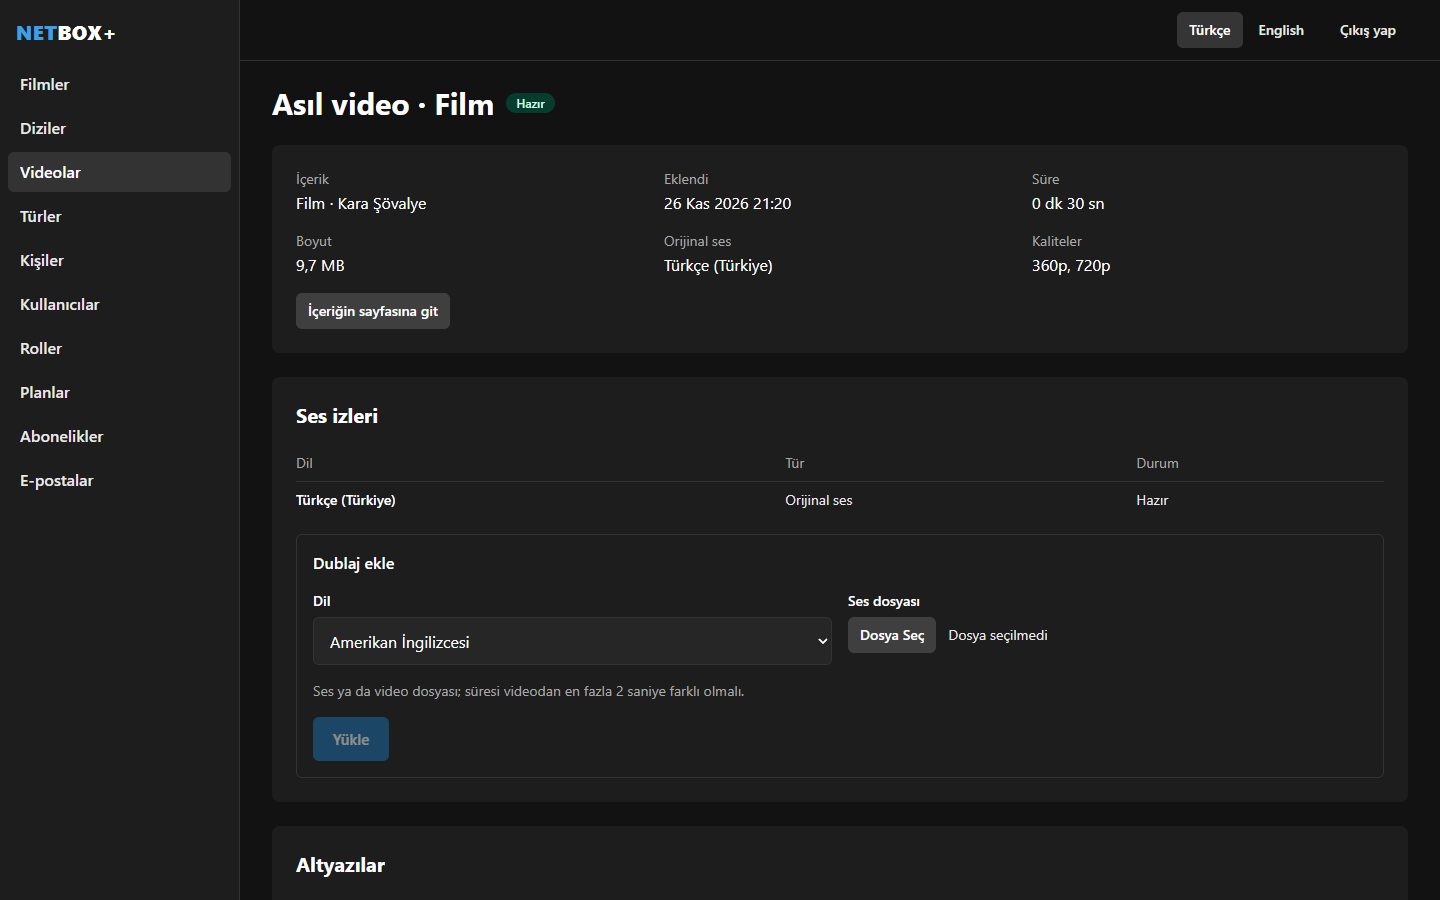 NETBOX+
Türkçe
English
Çıkış yap
Filmler
Diziler
Videolar
Türler
Kişiler
Kullanıcılar
Roller
Planlar
Abonelikler
E-postalar
Asıl video · Film
Hazır
İçerik
Film · Kara Şövalye
Eklendi
26 Kas 2026 21:20
Süre
0 dk 30 sn
Boyut
9,7 MB
Orijinal ses
Türkçe (Türkiye)
Kaliteler
360p, 720p
İçeriğin sayfasına git
Ses izleri
Dil
Tür
Durum
Türkçe (Türkiye)
Orijinal ses
Hazır
Dublaj ekle
Dil
Amerikan İngilizcesi
Ses dosyası
Dosya Seç
Dosya seçilmedi
Ses ya da video dosyası; süresi videodan en fazla 2 saniye farklı olmalı.
Yükle
Altyazılar